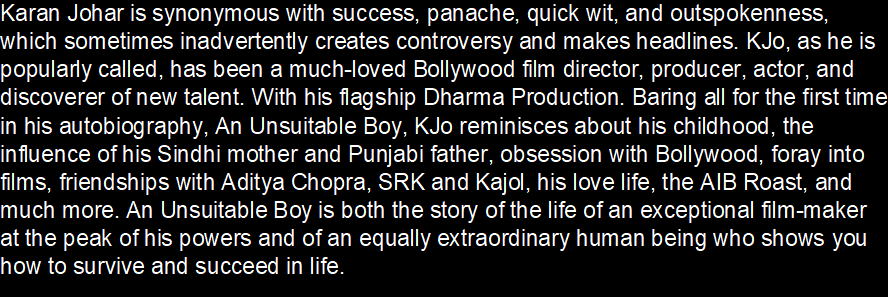 Karan Johar is synonymous with success, panache, quick wit, and outspokenness,
which sometimes inadvertently creates controversy and makes headlines. KJo, as he is
popularly called, has been a much-loved Bollywood film director, producer, actor, and
discoverer of new talent. With his flagship Dharma Production. Baring all for the first time
in his autobiography, An Unsuitable Boy, KJo reminisces about his childhood, the
influence of his Sindhi mother and Punjabi father, obsession with Bollywood, foray into
films, friendships with Aditya Chopra, SRK and Kajol, his love life, the AIB Roast, and
much more. An Unsuitable Boy is both the story of the life of an exceptional film-maker
at the peak of his powers and of an equally extraordinary human being who shows you
how to survive and succeed in life.